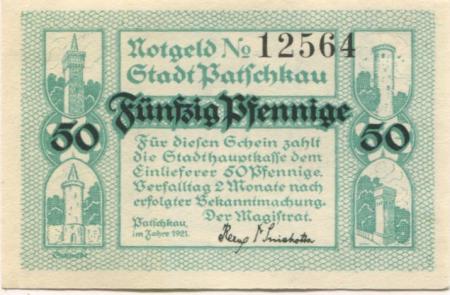 Notgeld No 12564
Stadt Patschkau
Fünfzig Pfennige
50 50
Für diesen Schein zahlt
die Stadthauptkasse dem
Einlieferer 50 Pfennige.
Verfalltag 2 Monate nach
erfolgter Bekanntmachung.
Der Magistrat.
Patschkau,
im Jahre 1921.